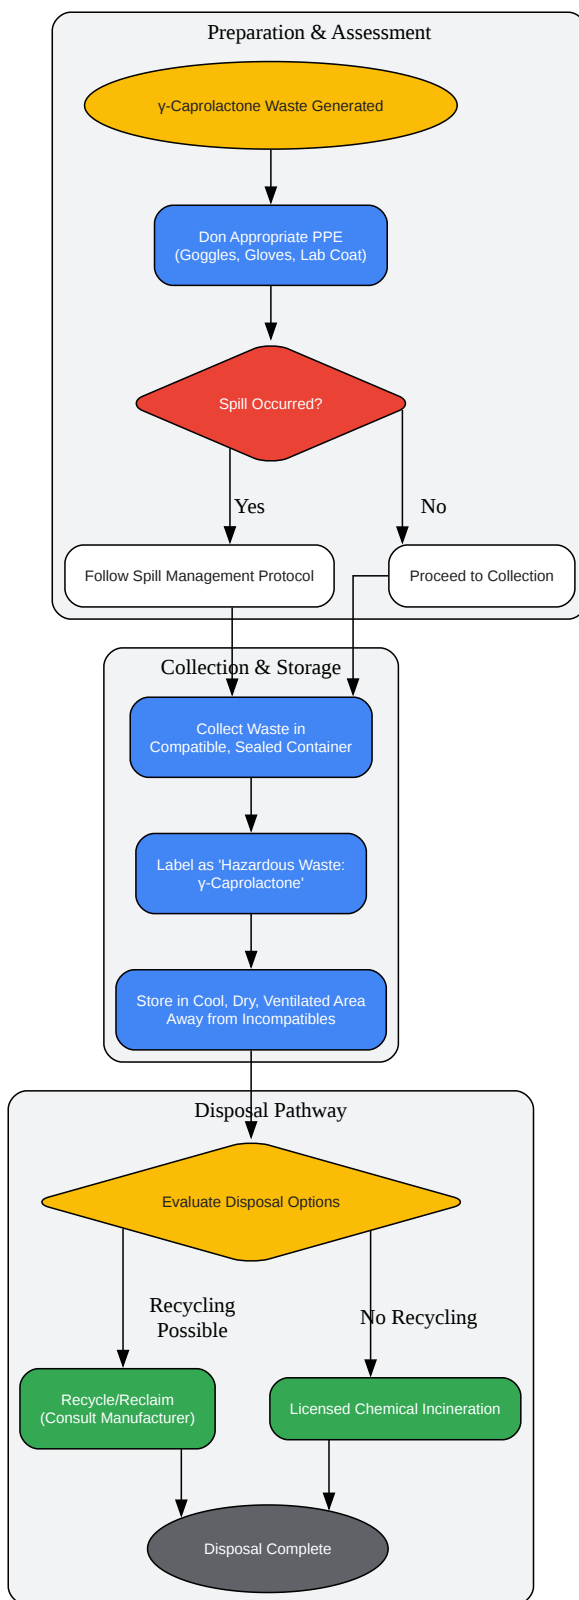 Preparation & Assessment
γ-Caprolactone Waste Generated
Don Appropriate PPE
(Goggles, Gloves, Lab Coat)
Spill Occurred?
Yes
No
Follow Spill Management Protocol
Proceed to Collection
Collection & Storage
Collect Waste in
Compatible, Sealed Container
Label as 'Hazardous Waste:
γ-Caprolactone'
Store in Cool, Dry, Ventilated Area
Away from Incompatibles
Disposal Pathway
Evaluate Disposal Options
Recycling
Possible
No Recycling
Recycle/Reclaim
(Consult Manufacturer)
Licensed Chemical Incineration
Disposal Complete